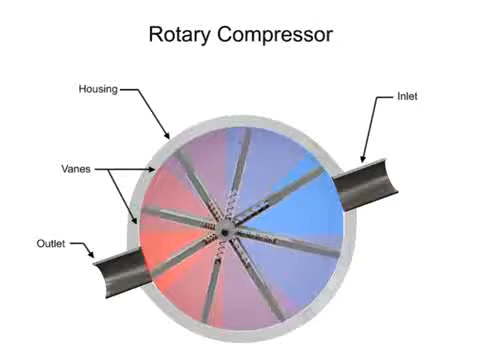 Rotary Compressor
Housing
Inlet
Vanes
Outlet